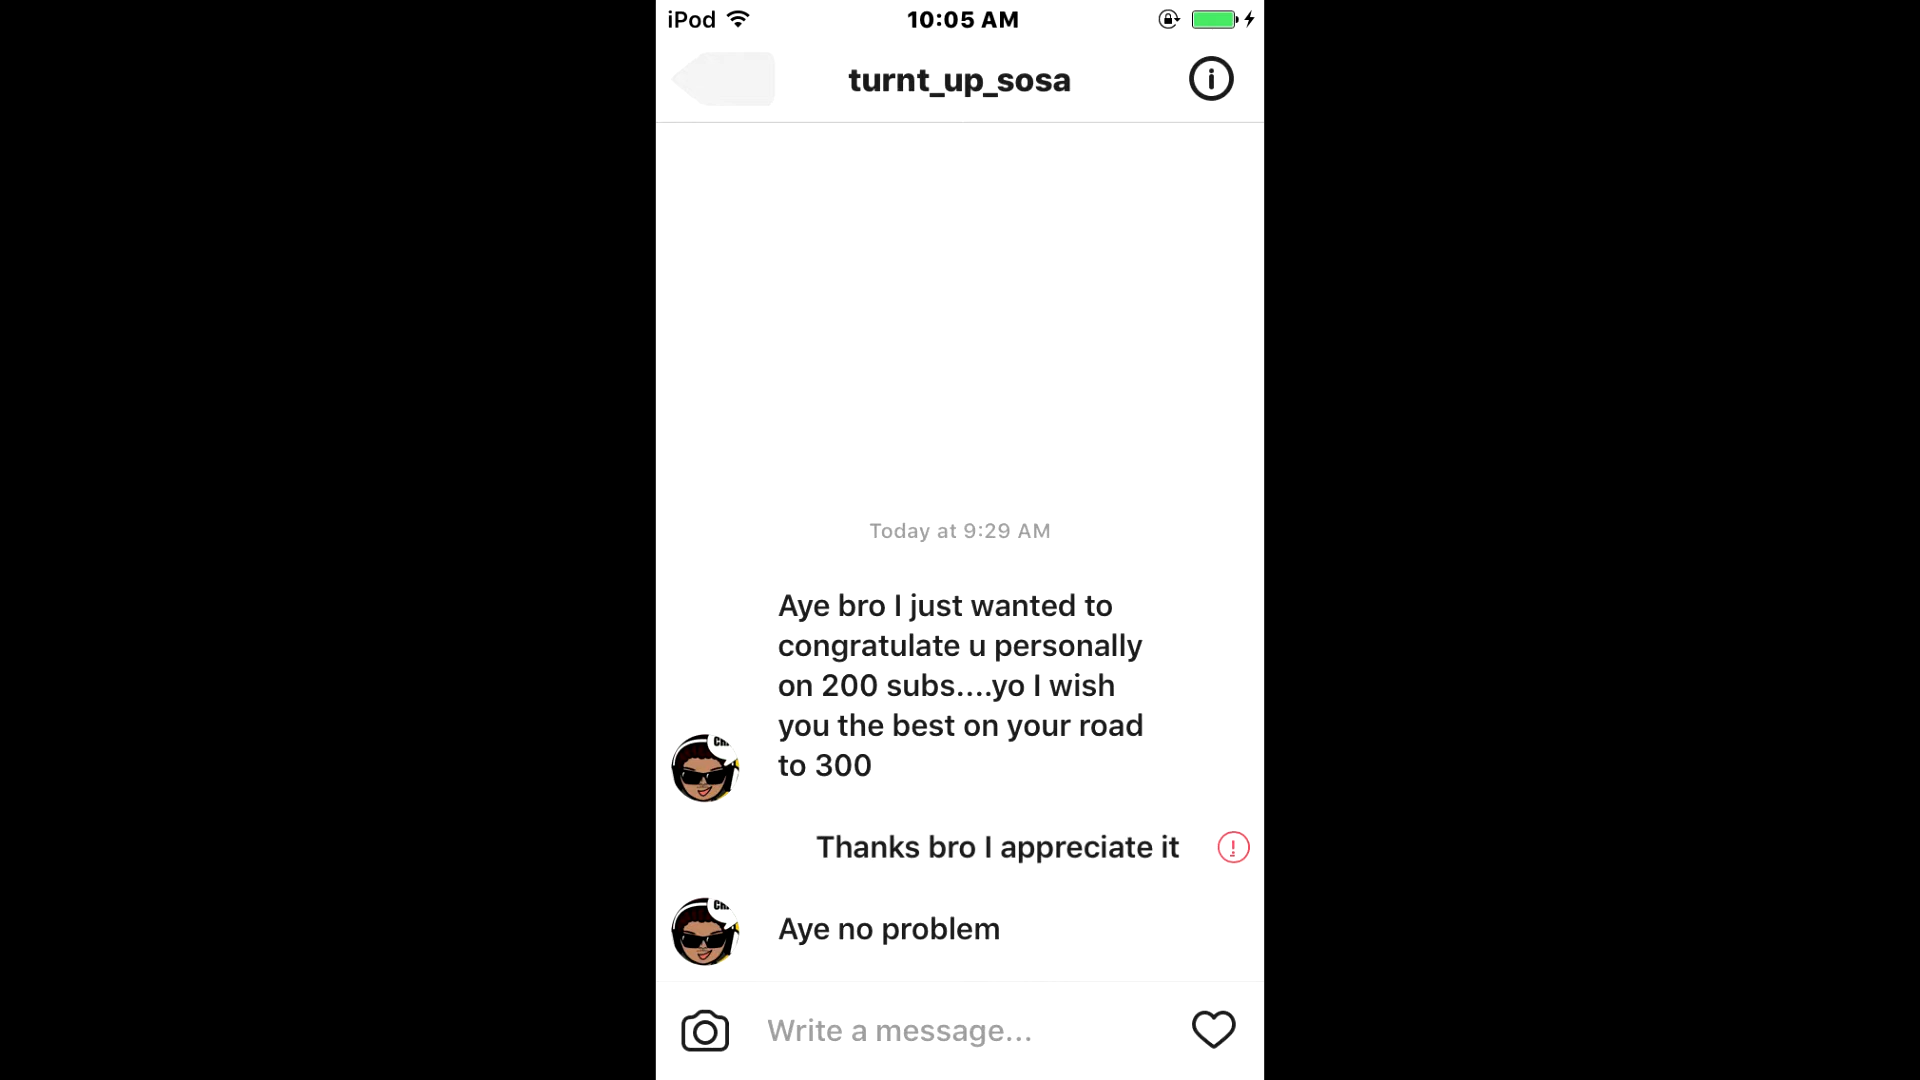 iPod 10:05 AM
turnt_up_sosa
Today at 9:29 AM
Aye bro I just wanted to
congratulate u personally
on 200 subs....yo I wish
you the best on your road
to 300
Thanks bro I appreciate it
Aye no problem
Write a message...